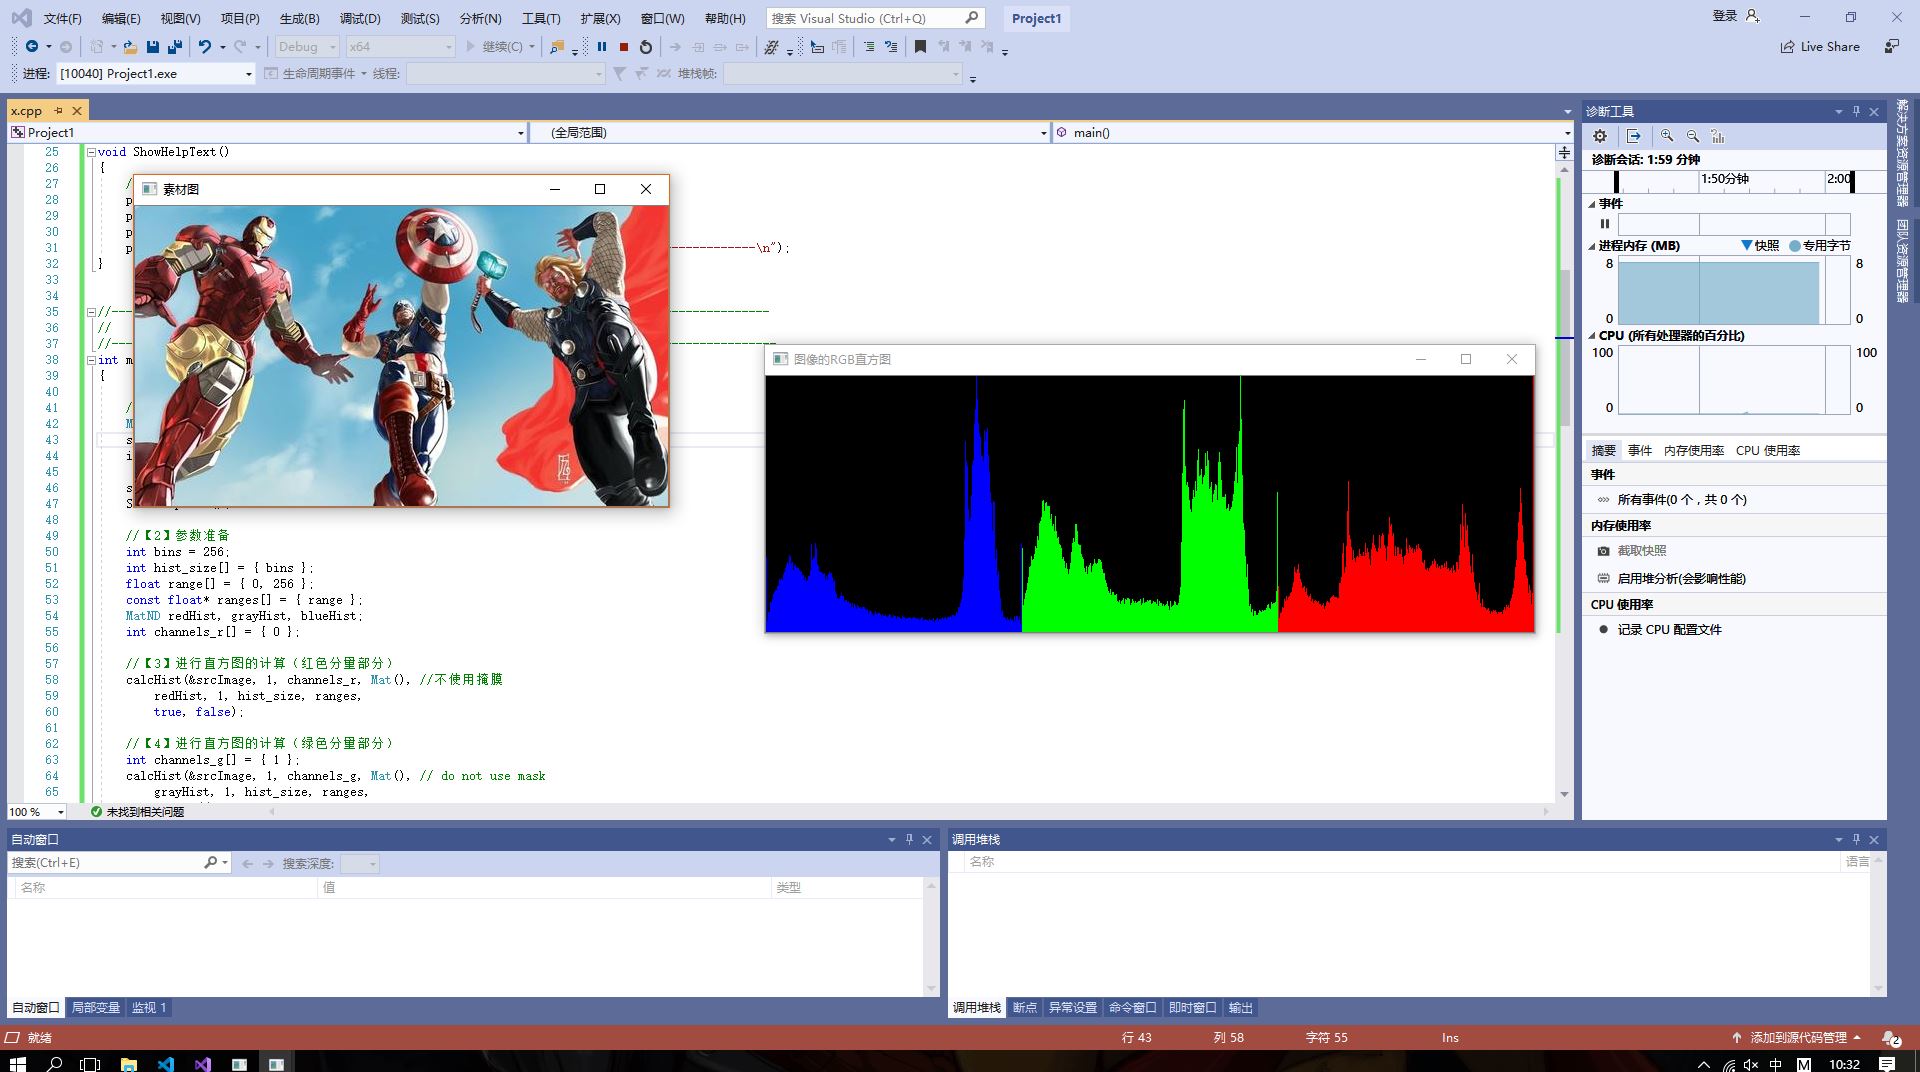 文件(F) 编辑(E) 视图(V) 项目(P) 生成(B) 调试(D) 测试(S) 分析(N) 工具(T) 扩展(X) 窗口(W) 帮助(H) 搜索 Visual Studio (Ctrl+Q) Project1 登录
Debug x64 继续(C) Live Share
进程: [10040] Project1.exe 生命周期事件 线程: 堆栈帧:
x.cpp
Project1 (全局范围) main()
25 void ShowHelpText()
26 {
27 /
28 p
29 p
30 p
31 p ------------\n");
32 }
33
34
35 //--
36 //
37 //--
38 int m
39 {
40
41 /
42 M
43 s
44 i
45
46 s
47 S
48
49 //【2】参数准备
50 int bins = 256;
51 int hist_size[] = { bins };
52 float range[] = { 0, 256 };
53 const float* ranges[] = { range };
54 MatND redHist, grayHist, blueHist;
55 int channels_r[] = { 0 };
56
57 //【3】进行直方图的计算（红色分量部分）
58 calcHist(&srcImage, 1, channels_r, Mat(), //不使用掩膜
59 redHist, 1, hist_size, ranges,
60 true, false);
61
62 //【4】进行直方图的计算（绿色分量部分）
63 int channels_g[] = { 1 };
64 calcHist(&srcImage, 1, channels_g, Mat(), // do not use mask
65 grayHist, 1, hist_size, ranges,
100 % 未找到相关问题
素材图
图像的RGB直方图
诊断工具
诊断会话: 1:59 分钟
1:50分钟 2:00
事件
进程内存 (MB) 快照 专用字节
8 8
0 0
CPU (所有处理器的百分比)
100 100
0 0
摘要 事件 内存使用率 CPU 使用率
事件
所有事件(0 个，共 0 个)
内存使用率
截取快照
启用堆分析(会影响性能)
CPU 使用率
记录 CPU 配置文件
解决方案资源管理器
团队资源管理器
自动窗口
搜索(Ctrl+E) 搜索深度:
名称 值 类型
自动窗口 局部变量 监视 1
调用堆栈
名称 语言
调用堆栈 断点 异常设置 命令窗口 即时窗口 输出
就绪 行 43 列 58 字符 55 Ins 添加到源代码管理 2
中 M 10:32